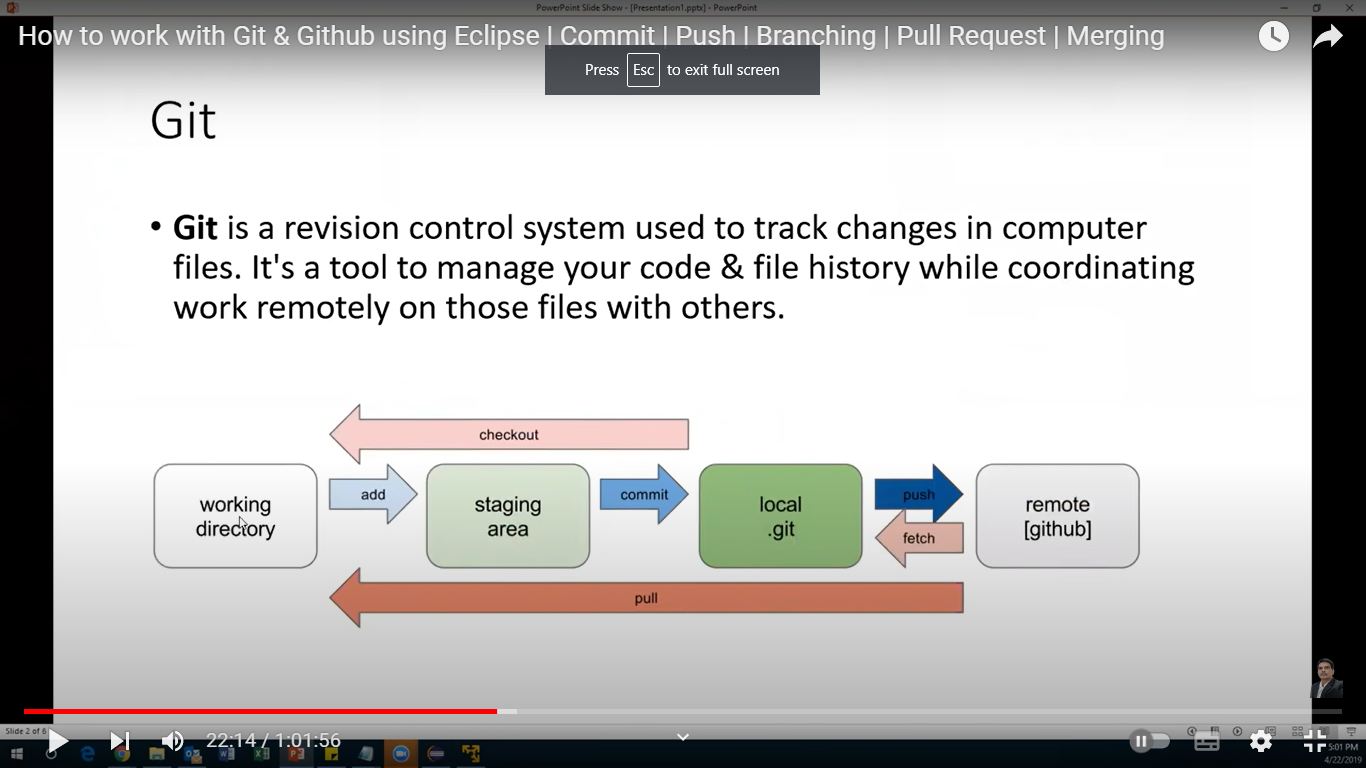 PowerPoint Slide Show - [Presentation1.pptx] - PowerPoint
How to work with Git & Github using Eclipse | Commit | Push | Branching | Pull Request | Merging
Press Esc to exit full screen
Git
• Git is a revision control system used to track changes in computer
files. It's a tool to manage your code & file history while coordinating
work remotely on those files with others.
checkout
working
directory
add
staging
area
commit
local
.git
push
fetch
remote
[github]
pull
Slide 2 of 6
22:14 / 1:01:56
5:01 PM
4/22/2019